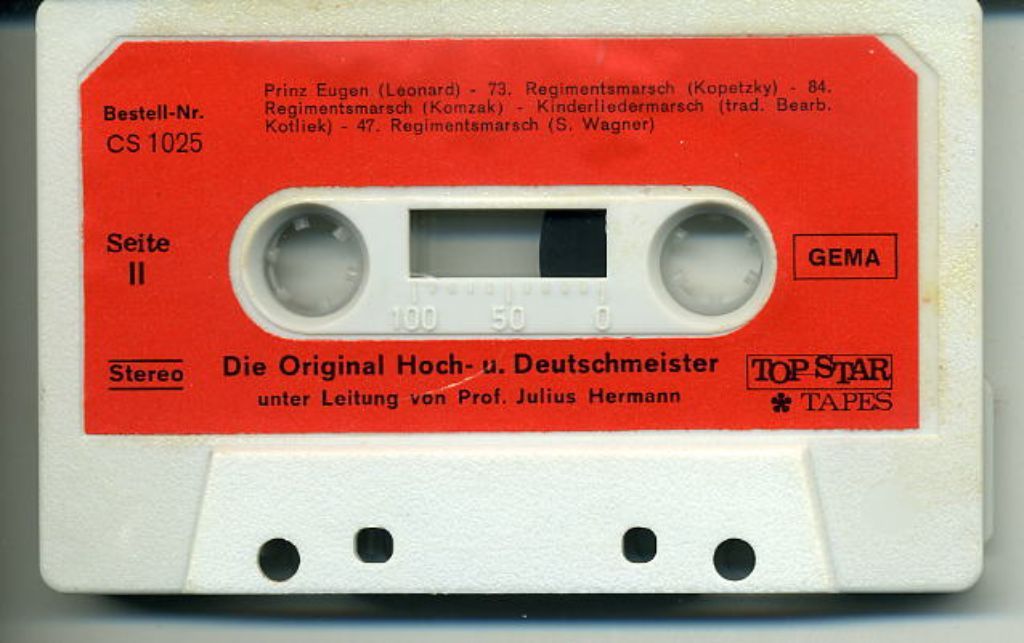 Prinz Eugen (Leonard) - 73. Regimentsmarsch (Kopetzky) - 84.
Regimentsmarsch (Komzak) - Kinderliedermarsch (trad. Bearb.
Kotliek) - 47. Regimentsmarsch (S. Wagner)
Bestell-Nr.
CS 1025
Seite
II
GEMA
100 50 0
Stereo
Die Original Hoch- u. Deutschmeister
unter Leitung von Prof. Julius Hermann
TOP-STAR
TAPES